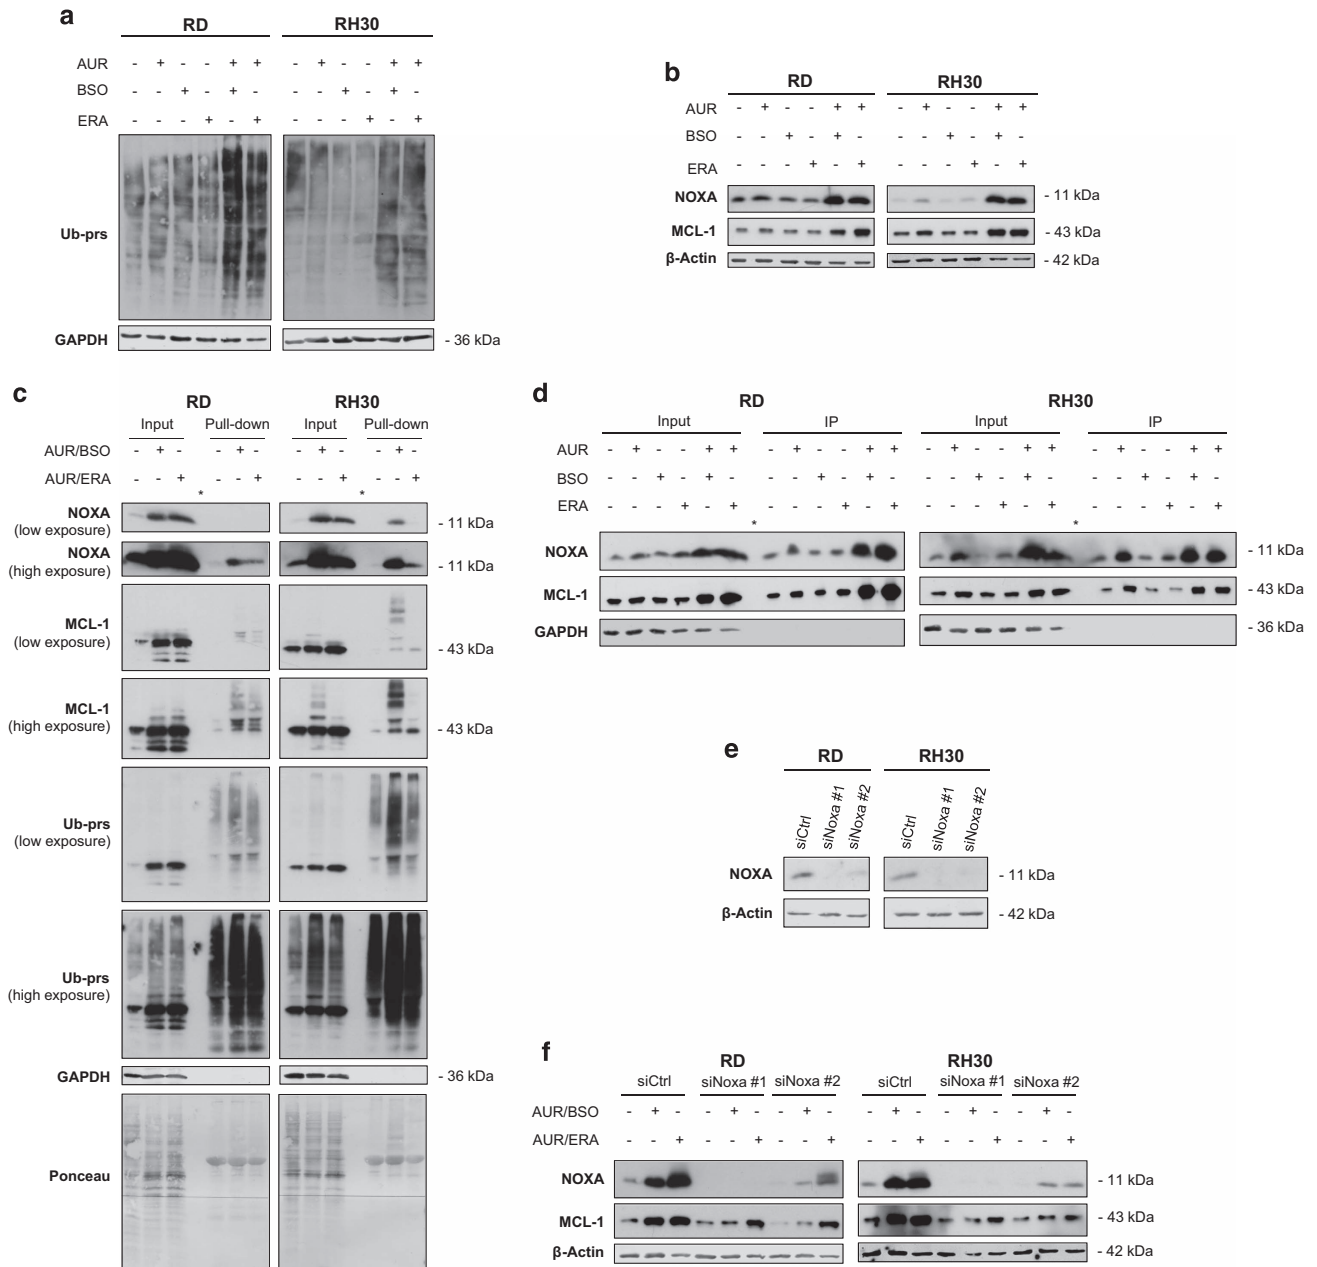 a
RD RH30
AUR - + - - + + - + - - + +
BSO - - + - + - - - + - + -
ERA - - - + - + - - - + - +
Ub-prs
GAPDH - 36 kDa
b
RD RH30
AUR - + - - + + - + - - + +
BSO - - + - + - - - + - + -
ERA - - - + - + - - - + - +
NOXA - 11 kDa
MCL-1 - 43 kDa
β-Actin - 42 kDa
c
RD RH30
Input Pull-down Input Pull-down
AUR/BSO - + - - + - - + - - + -
AUR/ERA - - + - - + - - + - - +
* *
NOXA
(low exposure) - 11 kDa
NOXA
(high exposure) - 11 kDa
MCL-1
(low exposure) - 43 kDa
MCL-1
(high exposure) - 43 kDa
Ub-prs
(low exposure)
Ub-prs
(high exposure)
GAPDH - 36 kDa
Ponceau
d
RD RH30
Input IP Input IP
AUR - + - - + + - + - - + + - + - - + + - + - - + +
BSO - - + - + - - - + - + - - - + - + - - - + - + -
ERA - - - + - + - - - + - + - - - + - + - - - + - +
* *
NOXA - 11 kDa
MCL-1 - 43 kDa
GAPDH - 36 kDa
e
RD RH30
siCtrl siNoxa #1 siNoxa #2 siCtrl siNoxa #1 siNoxa #2
NOXA - 11 kDa
β-Actin - 42 kDa
f
RD RH30
siCtrl siNoxa #1 siNoxa #2 siCtrl siNoxa #1 siNoxa #2
AUR/BSO - + - - + - - + - - + - - + - - + -
AUR/ERA - - + - - + - - + - - + - - + - - +
NOXA - 11 kDa
MCL-1 - 43 kDa
β-Actin - 42 kDa